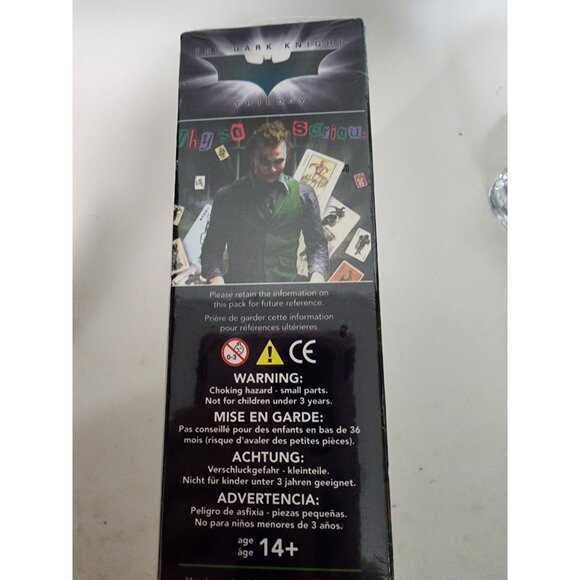 THE DARK KNIGHT
TRILOGY
Why so Serious
Please retain the information on
this pack for future reference.
Prière de garder cette information
pour références ultérieures
0-3 CE
WARNING:
Choking hazard - small parts.
Not for children under 3 years.
MISE EN GARDE:
Pas conseillé pour des enfants en bas de 36
mois (risque d'avaler des petites pièces).
ACHTUNG:
Verschluckgefahr - kleinteile.
Nicht für kinder unter 3 jahren geeignet.
ADVERTENCIA:
Peligro de asfixia - piezas pequeñas.
No para niños menores de 3 años.
age
âge 14+